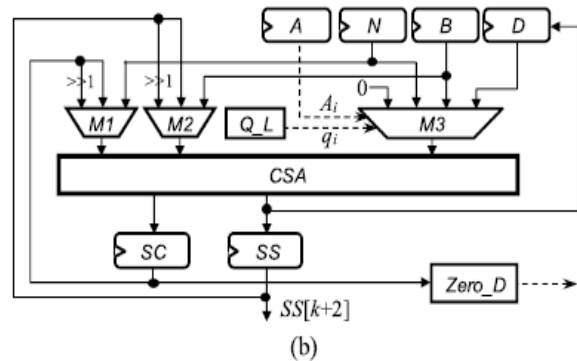 A N B D
>>1 >>1
0
M1 M2 Q_L A_i M3
q_i
CSA
SC SS
Zero_D
SS[k+2]
(b)